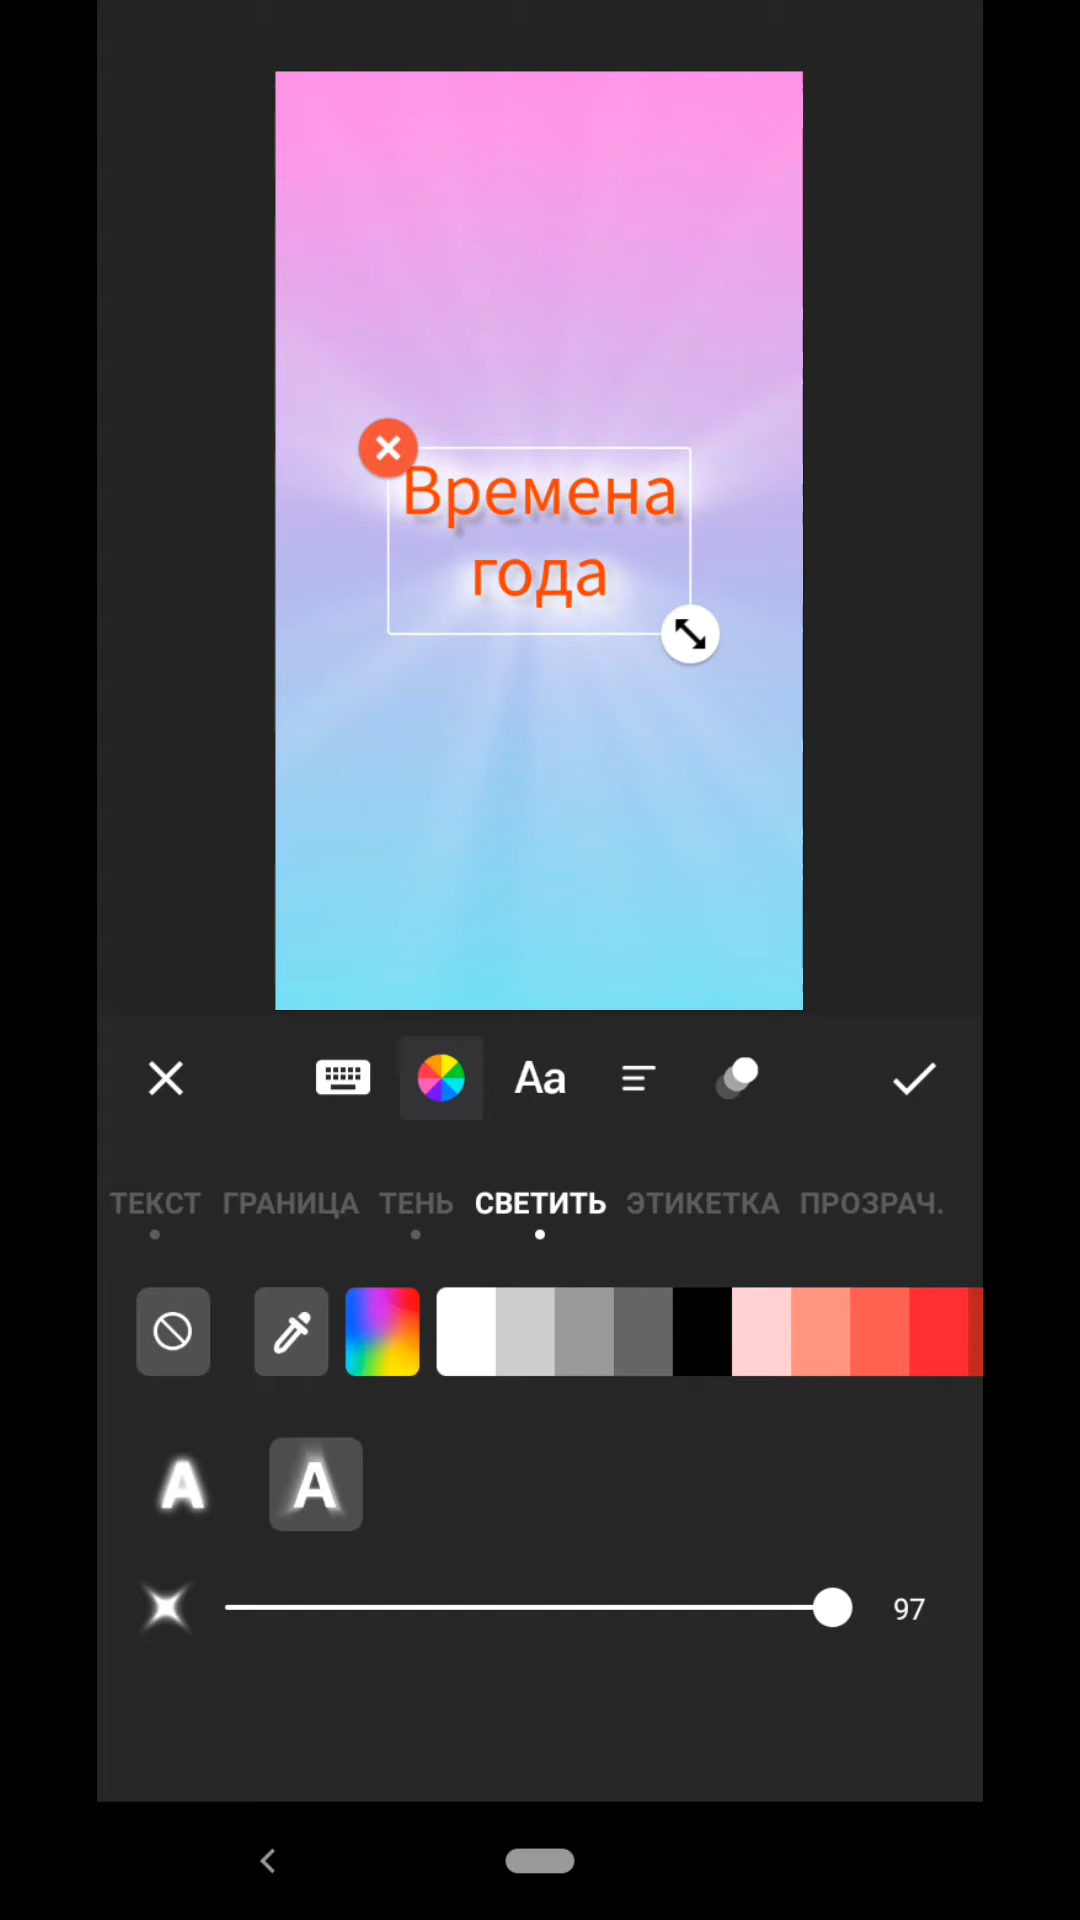 Времена
года
Aa
ТЕКСТ ГРАНИЦА ТЕНЬ СВЕТИТЬ ЭТИКЕТКА ПРОЗРАЧ.
A A
97